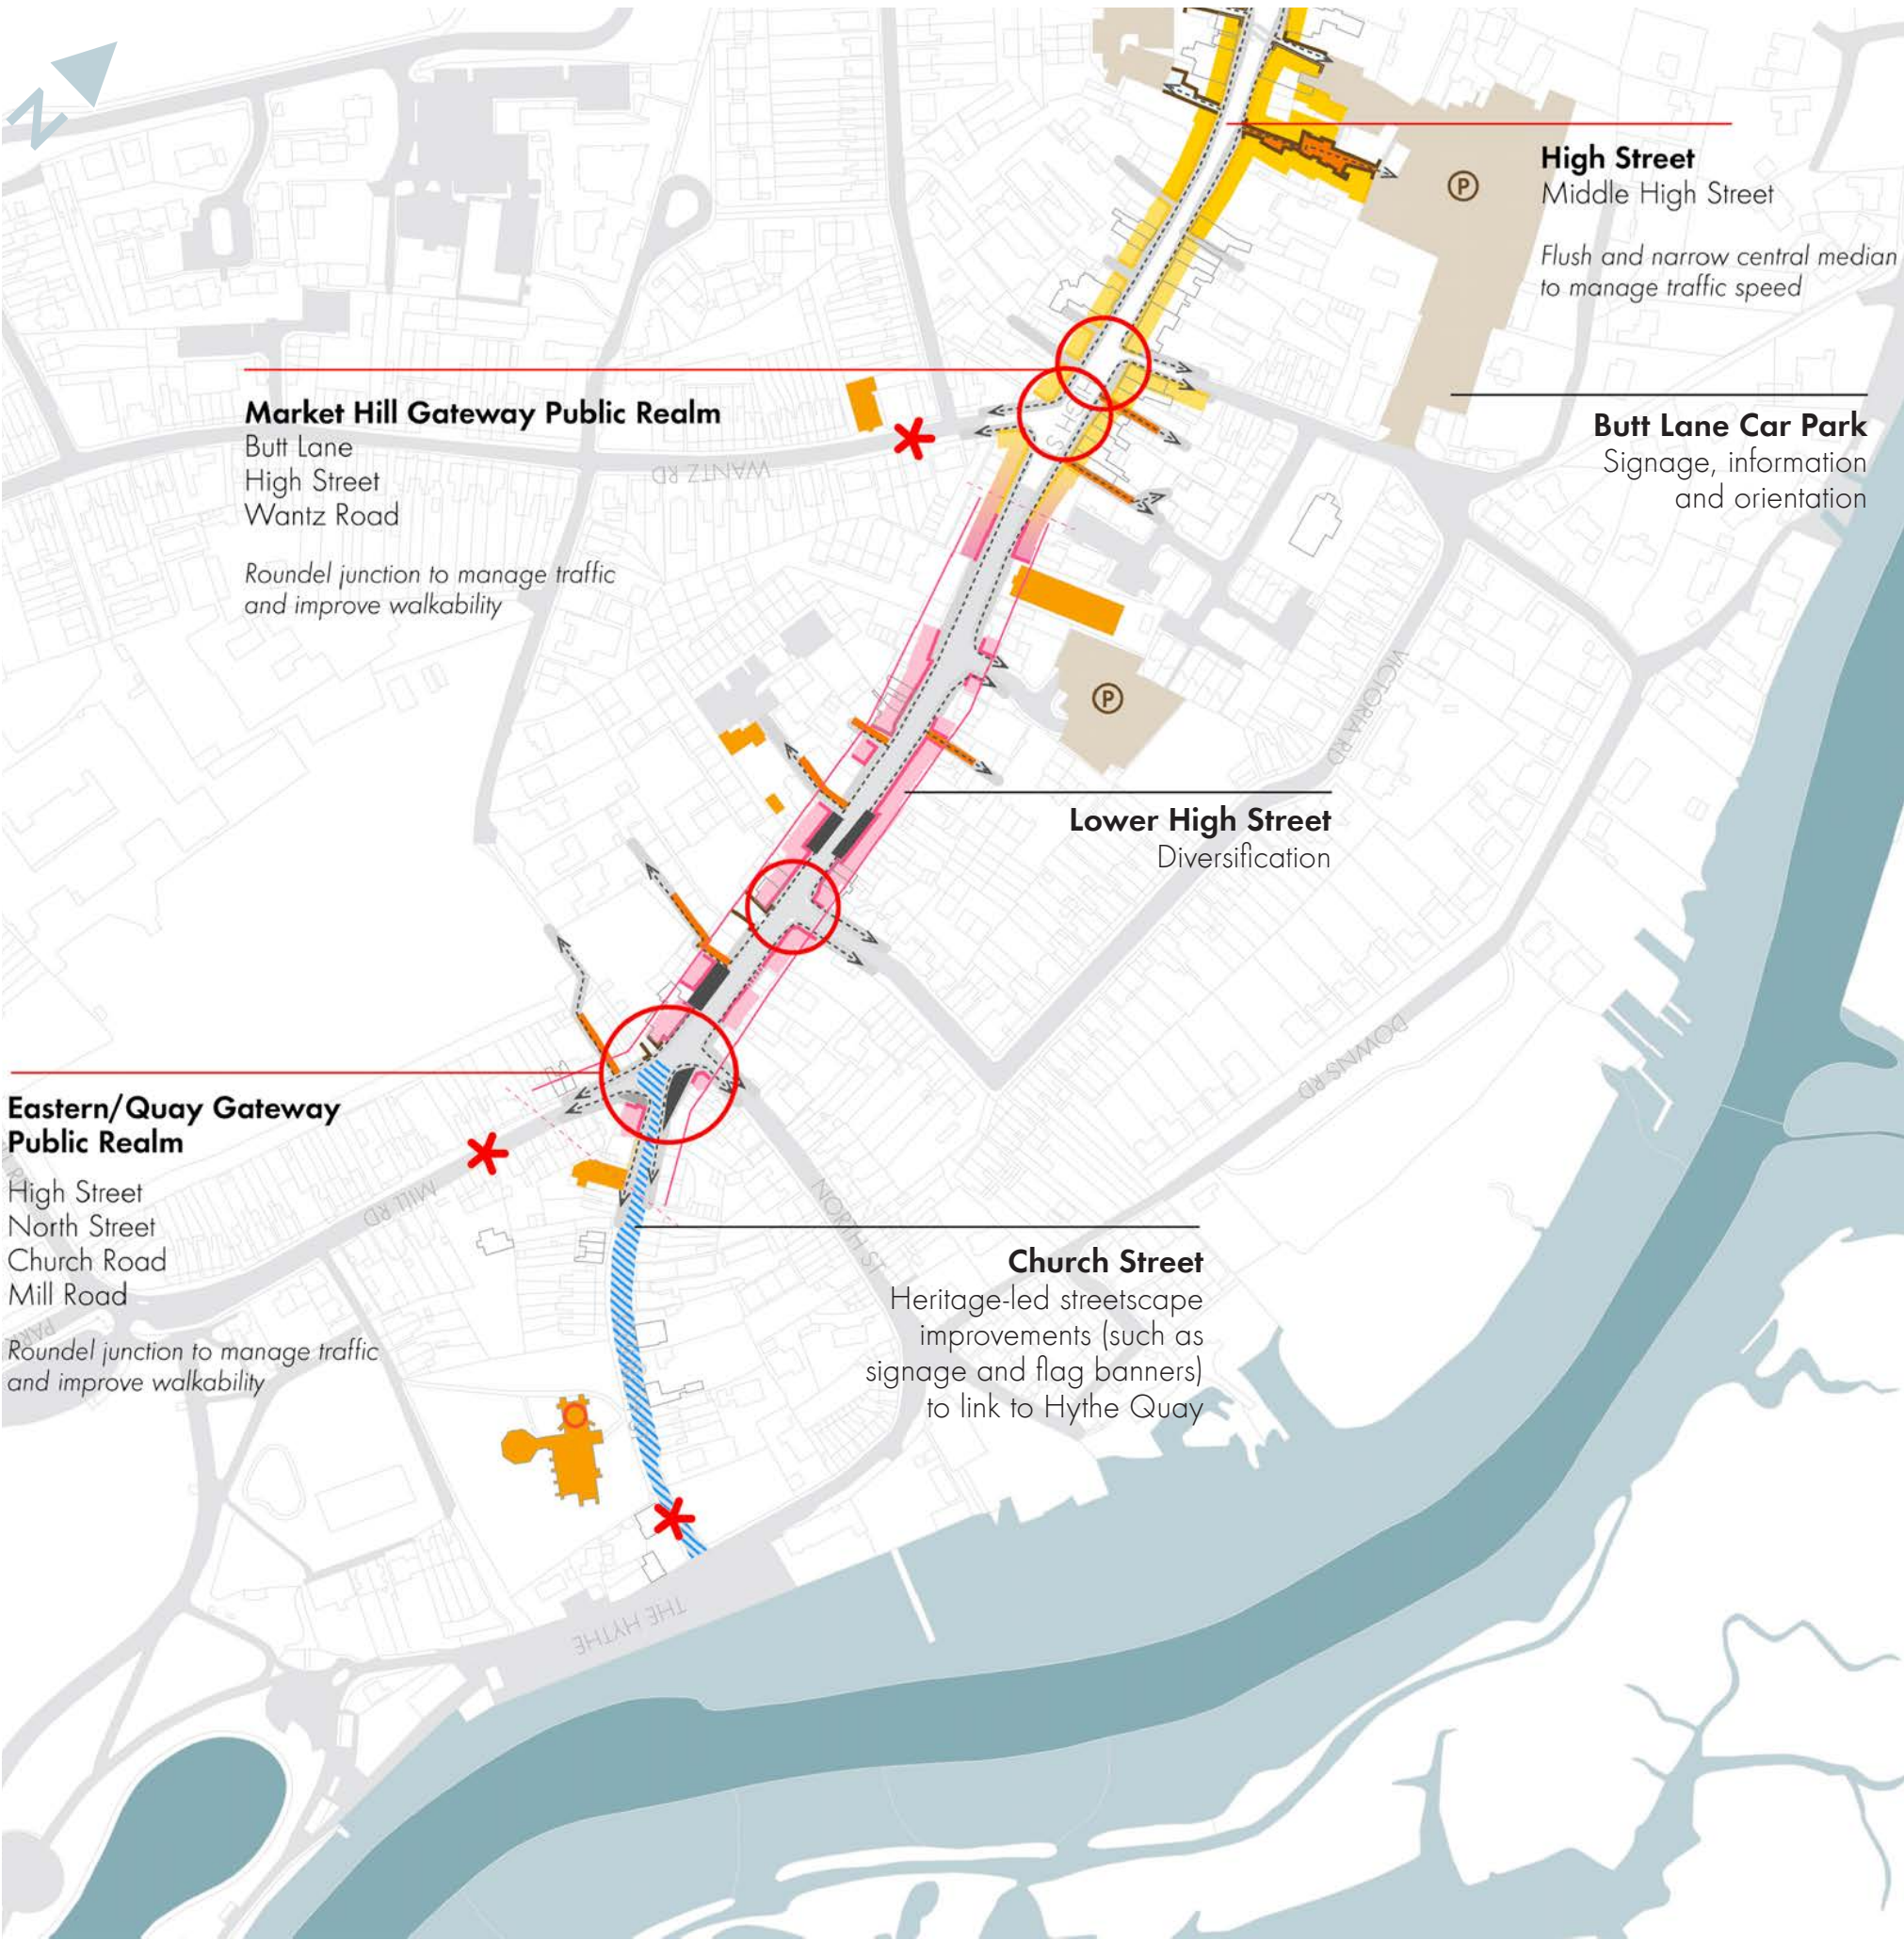 N
High Street
Middle High Street
Flush and narrow central median
to manage traffic speed
P
Market Hill Gateway Public Realm
Butt Lane
High Street
Wantz Road
Roundel junction to manage traffic
and improve walkability
WANTZ RD
Butt Lane Car Park
Signage, information
and orientation
P
VICTORIA RD
Lower High Street
Diversification
DOWNS RD
Eastern/Quay Gateway
Public Realm
High Street
North Street
Church Road
Mill Road
Roundel junction to manage traffic
and improve walkability
MILL RD
NORTH ST
PARK
Church Street
Heritage-led streetscape
improvements (such as
signage and flag banners)
to link to Hythe Quay
THE HYTHE